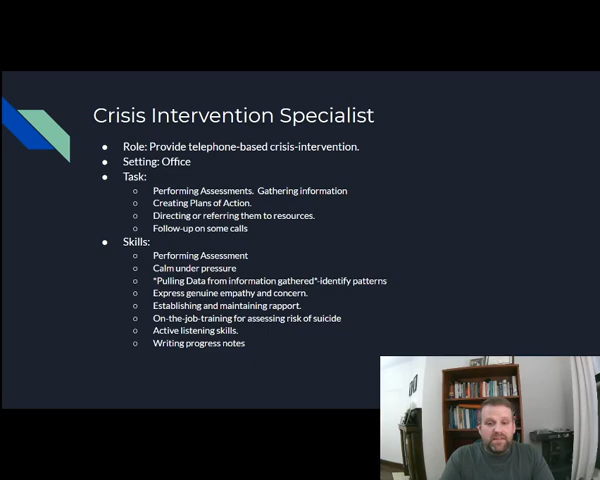 Crisis Intervention Specialist
● Role: Provide telephone-based crisis-intervention.
● Setting: Office
● Task:
○ Performing Assessments. Gathering information
○ Creating Plans of Action.
○ Directing or referring them to resources.
○ Follow-up on some calls
● Skills:
○ Performing Assessment
○ Calm under pressure
○ *Pulling Data from information gathered*-identify patterns
○ Express genuine empathy and concern.
○ Establishing and maintaining rapport.
○ On-the-job-training for assessing risk of suicide
○ Active listening skills.
○ Writing progress notes